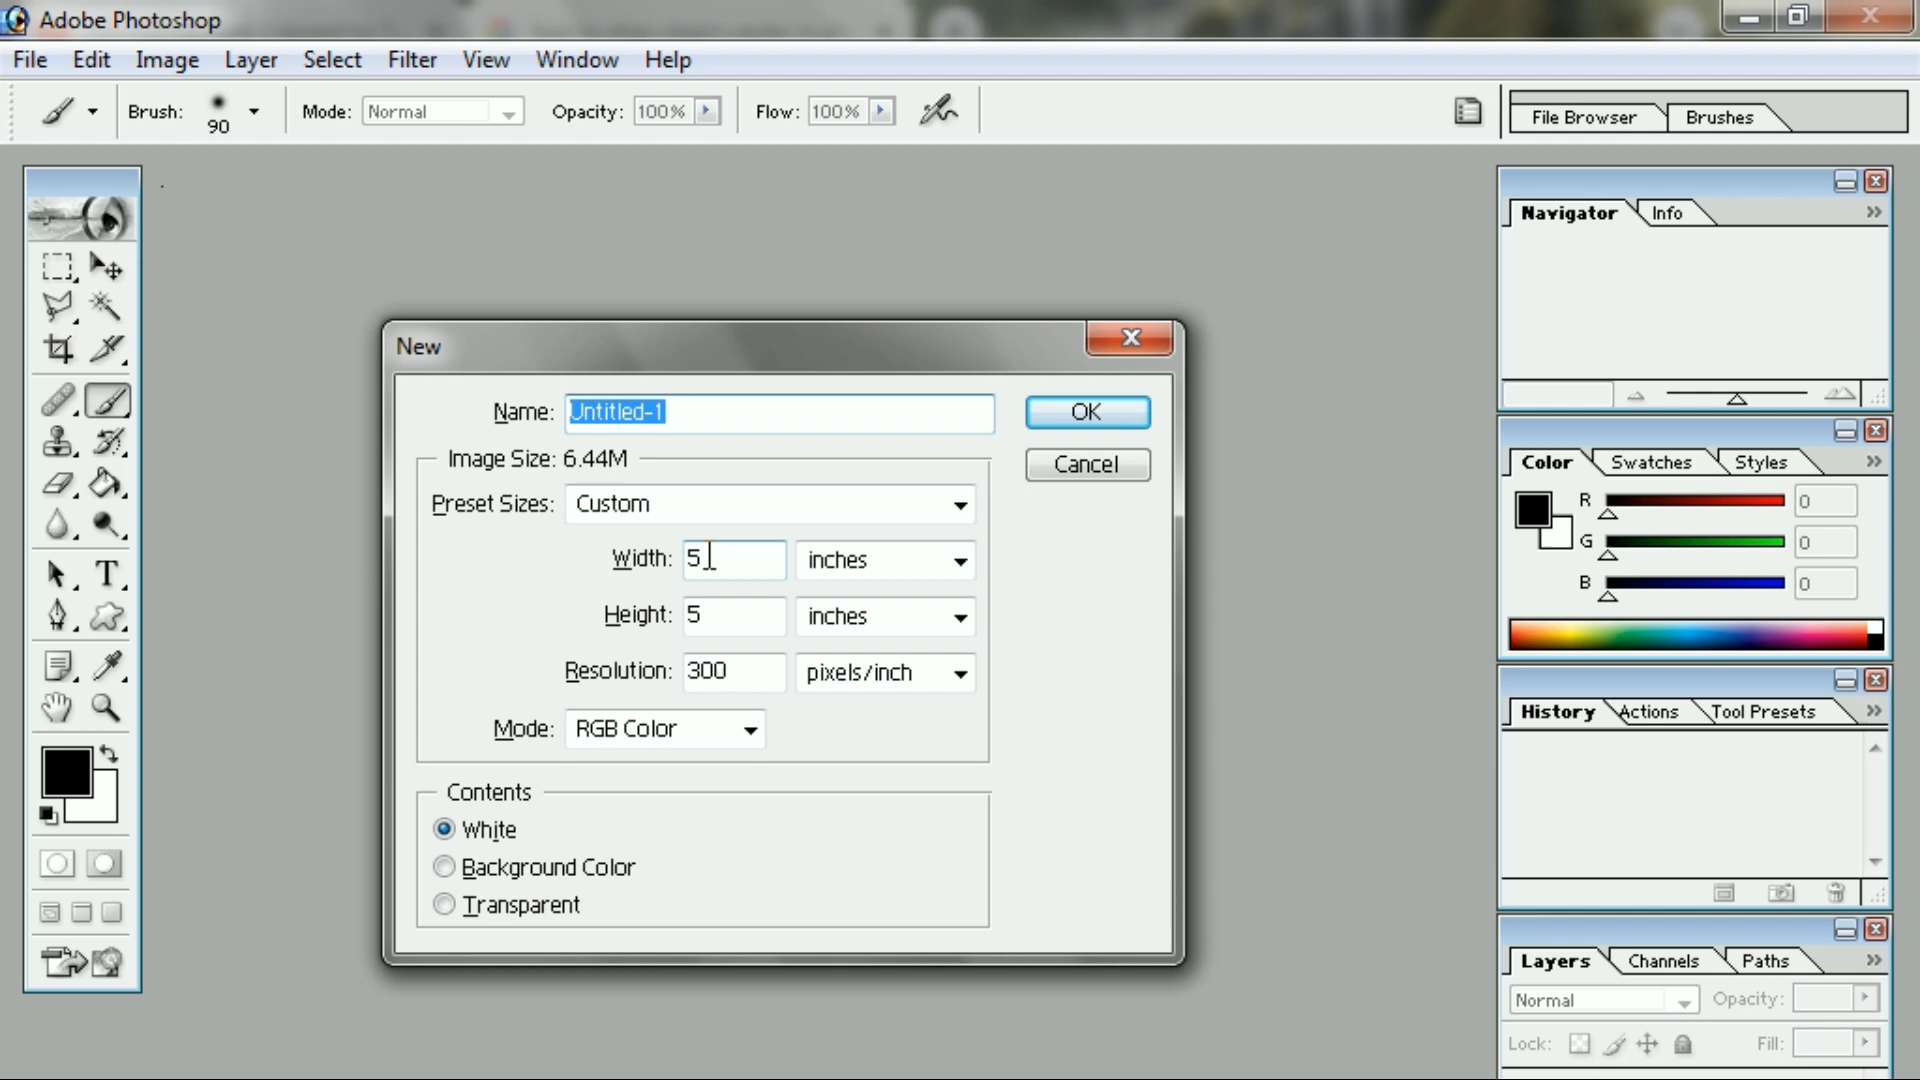 Adobe Photoshop
File Edit Image Layer Select Filter View Window Help
Brush: 90 Mode: Normal Opacity: 100% Flow: 100% File Browser Brushes
Navigator Info
New
Name: Untitled-1 OK
Image Size: 6.44M Cancel
Preset Sizes: Custom
Width: 5 inches
Height: 5 inches
Resolution: 300 pixels/inch
Mode: RGB Color
Contents
White
Background Color
Transparent
Color Swatches Styles
R 0
G 0
B 0
History Actions Tool Presets
Layers Channels Paths
Normal Opacity:
Lock: Fill: